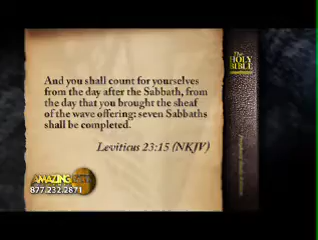 And you shall count for yourselves
from the day after the Sabbath, from
the day that you brought the sheaf
of the wave offering: seven Sabbaths
shall be completed.
Leviticus 23:15 (NKJV)
The
HOLY
BIBLE
AMAZING
877.232.2871